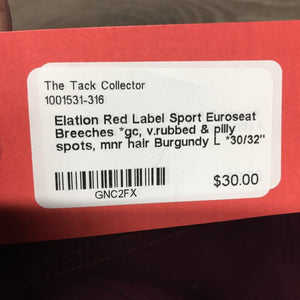 The Tack Collector
1001531-316
Elation Red Label Sport Euroseat
Breeches *gc, v.rubbed & pilly
spots, mnr hair Burgundy L *30/32"
GNC2FX
$30.00